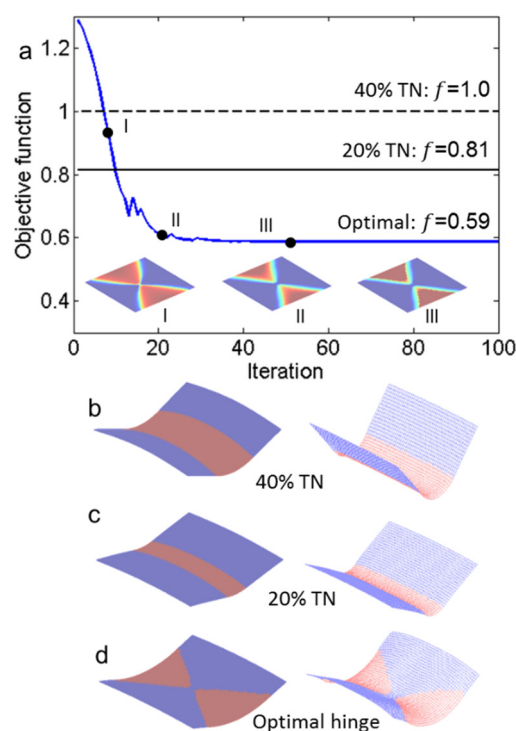 a
1.2
1
0.8
0.6
0.4
Objective function
40% TN: f=1.0
I
20% TN: f=0.81
II
III
Optimal: f=0.59
I
II
III
0 20 40 60 80 100
Iteration
b
40% TN
c
20% TN
d
Optimal hinge